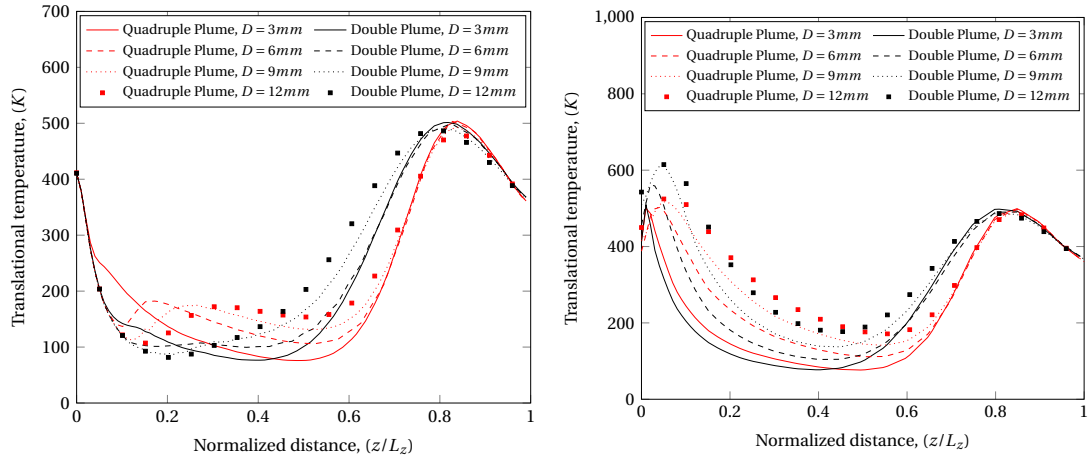 Quadruple Plume, D = 3mm Double Plume, D = 3mm
Quadruple Plume, D = 6mm Double Plume, D = 6mm
Quadruple Plume, D = 9mm Double Plume, D = 9mm
Quadruple Plume, D = 12mm Double Plume, D = 12mm
700
600
500
400
300
200
100
0
Translational temperature, (K)
0 0.2 0.4 0.6 0.8 1
Normalized distance, (z/L_z)
Quadruple Plume, D = 3mm Double Plume, D = 3mm
Quadruple Plume, D = 6mm Double Plume, D = 6mm
Quadruple Plume, D = 9mm Double Plume, D = 9mm
Quadruple Plume, D = 12mm Double Plume, D = 12mm
1,000
800
600
400
200
0
Translational temperature, (K)
0 0.2 0.4 0.6 0.8 1
Normalized distance, (z/L_z)